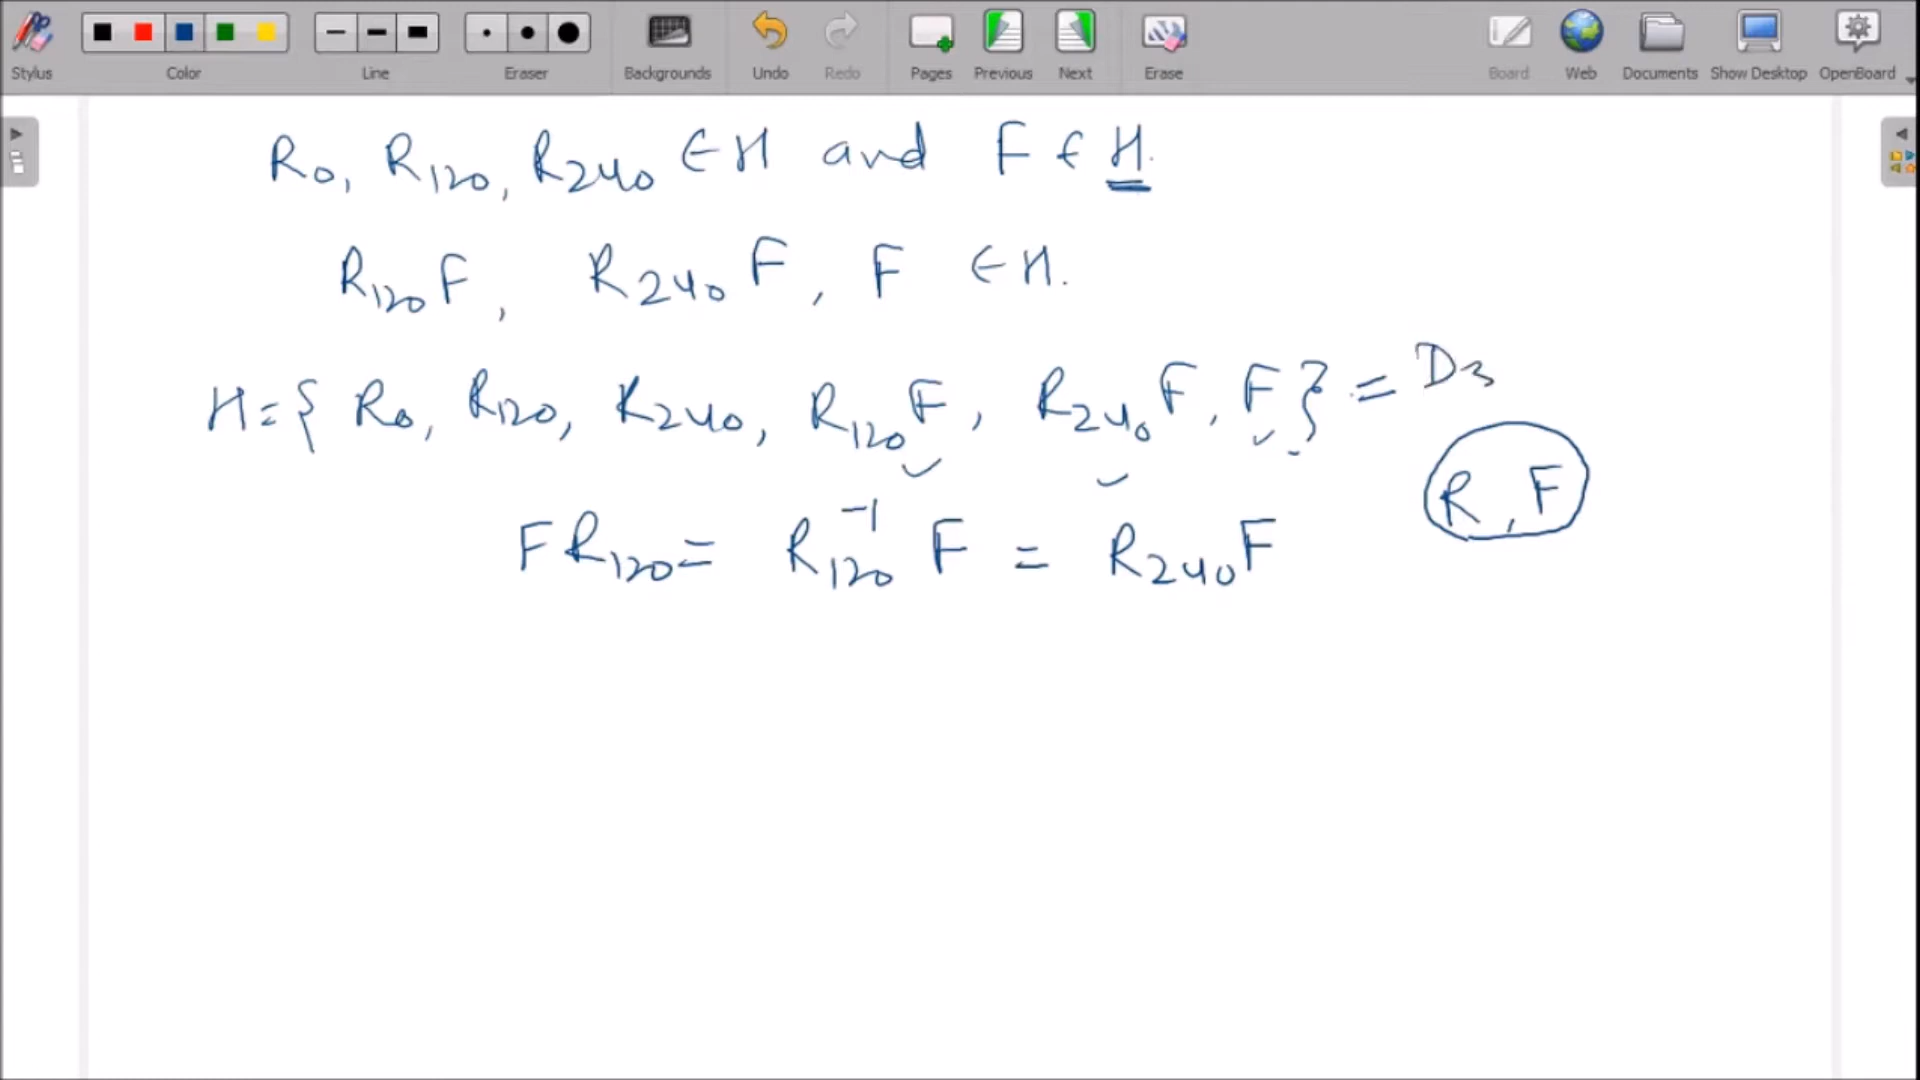 Stylus Color Line Eraser Backgrounds Undo Redo Pages Previous Next Erase Board Web Documents Show Desktop OpenBoard
R₀, R₁₂₀, R₂₄₀ ∈ H and F ∈ H.
R₁₂₀F, R₂₄₀F, F ∈ H.
H = { R₀, R₁₂₀, R₂₄₀, R₁₂₀F, R₂₄₀F, F } = D₃
R, F
FR₁₂₀ = R₁₂₀⁻¹ F = R₂₄₀F